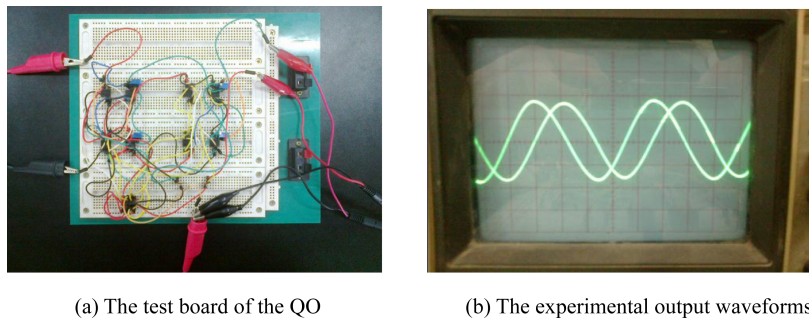 (a) The test board of the QO
(b) The experimental output waveforms